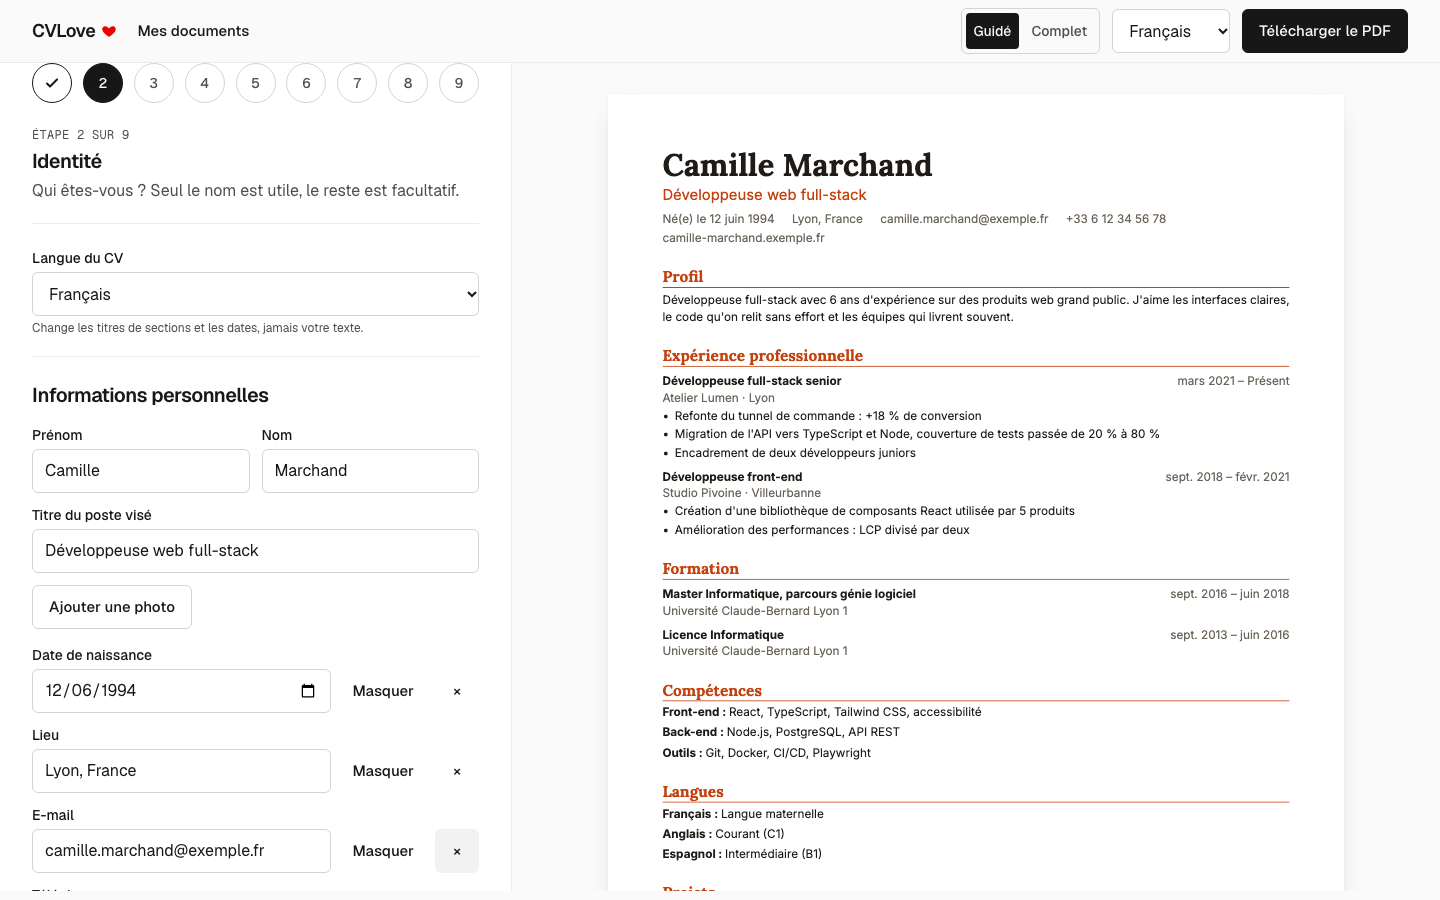 CVLove
Mes documents
Guidé
Complet
Français
Télécharger le PDF
2
3
4
5
6
7
8
9
ÉTAPE 2 SUR 9
Identité
Qui êtes-vous ? Seul le nom est utile, le reste est facultatif.
Langue du CV
Français
Change les titres de sections et les dates, jamais votre texte.
Informations personnelles
Prénom
Nom
Camille
Marchand
Titre du poste visé
Développeuse web full-stack
Ajouter une photo
Date de naissance
12/06/1994
Masquer
×
Lieu
Lyon, France
Masquer
×
E-mail
camille.marchand@exemple.fr
Masquer
×
Camille Marchand
Développeuse web full-stack
Né(e) le 12 juin 1994 Lyon, France camille.marchand@exemple.fr +33 6 12 34 56 78
camille-marchand.exemple.fr
Profil
Développeuse full-stack avec 6 ans d'expérience sur des produits web grand public. J'aime les interfaces claires,
le code qu'on relit sans effort et les équipes qui livrent souvent.
Expérience professionnelle
Développeuse full-stack senior mars 2021 – Présent
Atelier Lumen · Lyon
• Refonte du tunnel de commande : +18 % de conversion
• Migration de l'API vers TypeScript et Node, couverture de tests passée de 20 % à 80 %
• Encadrement de deux développeurs juniors
Développeuse front-end sept. 2018 – févr. 2021
Studio Pivoine · Villeurbanne
• Création d'une bibliothèque de composants React utilisée par 5 produits
• Amélioration des performances : LCP divisé par deux
Formation
Master Informatique, parcours génie logiciel sept. 2016 – juin 2018
Université Claude-Bernard Lyon 1
Licence Informatique sept. 2013 – juin 2016
Université Claude-Bernard Lyon 1
Compétences
Front-end : React, TypeScript, Tailwind CSS, accessibilité
Back-end : Node.js, PostgreSQL, API REST
Outils : Git, Docker, CI/CD, Playwright
Langues
Français : Langue maternelle
Anglais : Courant (C1)
Espagnol : Intermédiaire (B1)